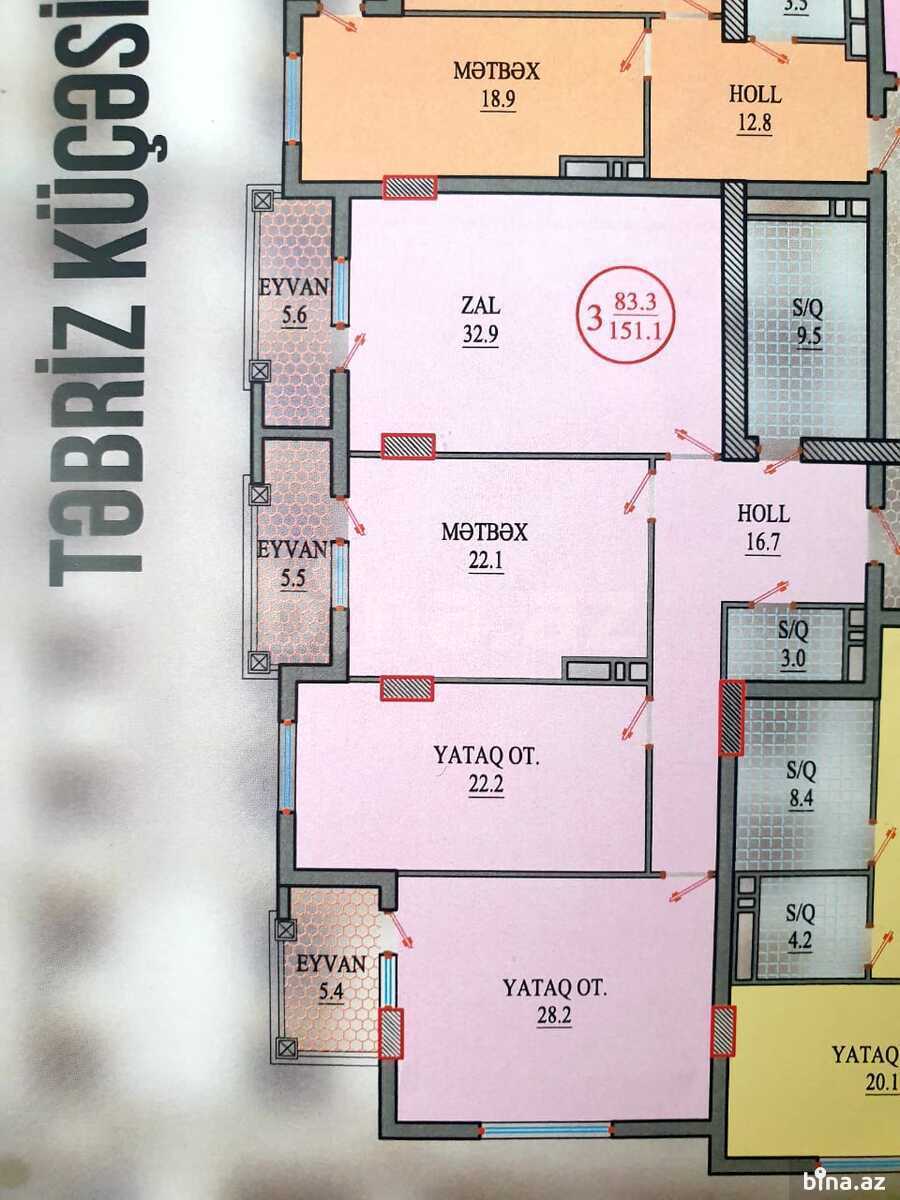 TƏBRİZ KÜÇƏSİ
3.5
MƏTBƏX
18.9
HOLL
12.8
EYVAN
5.6
ZAL
32.9
3 83.3
151.1
S/Q
9.5
EYVAN
5.5
MƏTBƏX
22.1
HOLL
16.7
S/Q
3.0
YATAQ OT.
22.2
S/Q
8.4
S/Q
4.2
EYVAN
5.4
YATAQ OT.
28.2
YATAQ
20.1
bina.az